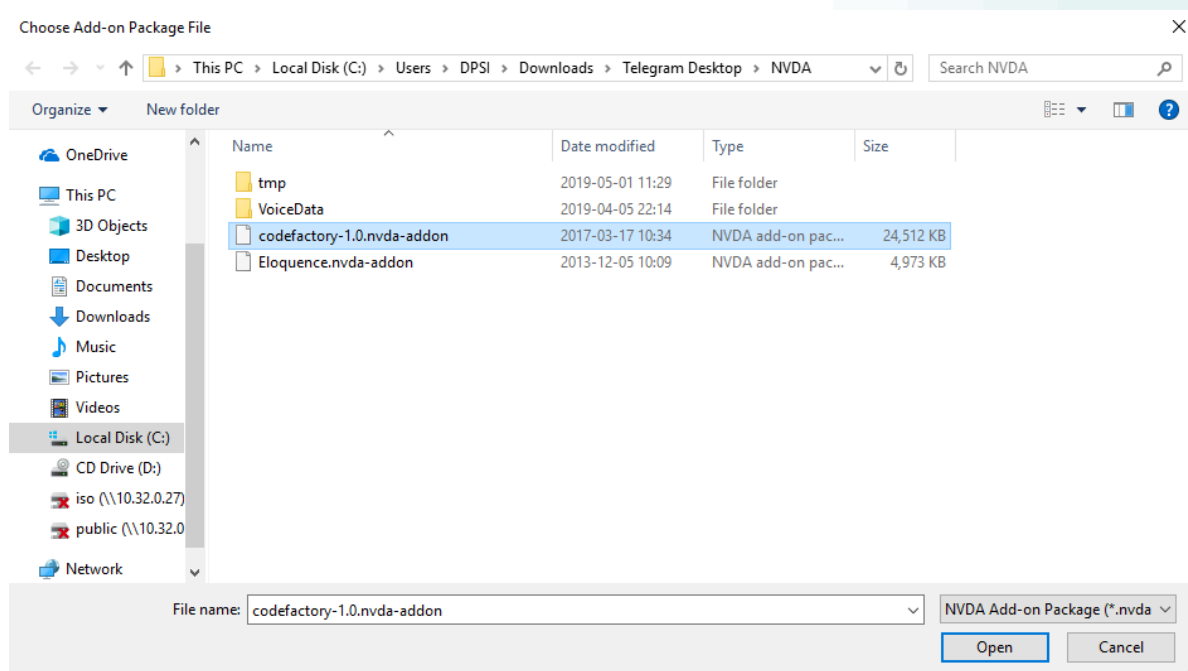 Choose Add-on Package File
This PC > Local Disk (C:) > Users > DPSI > Downloads > Telegram Desktop > NVDA
Search NVDA
Organize
New folder
Name
Date modified
Type
Size
OneDrive
This PC
3D Objects
Desktop
Documents
Downloads
Music
Pictures
Videos
Local Disk (C:)
CD Drive (D:)
iso (\\10.32.0.27)
public (\\10.32.0
Network
tmp 2019-05-01 11:29 File folder
VoiceData 2019-04-05 22:14 File folder
codefactory-1.0.nvda-addon 2017-03-17 10:34 NVDA add-on pac... 24,512 KB
Eloquence.nvda-addon 2013-12-05 10:09 NVDA add-on pac... 4,973 KB
File name: codefactory-1.0.nvda-addon
NVDA Add-on Package (*.nvda
Open
Cancel